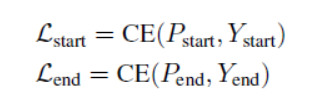 ℒ_start = CE(P_start, Y_start)
ℒ_end = CE(P_end, Y_end)